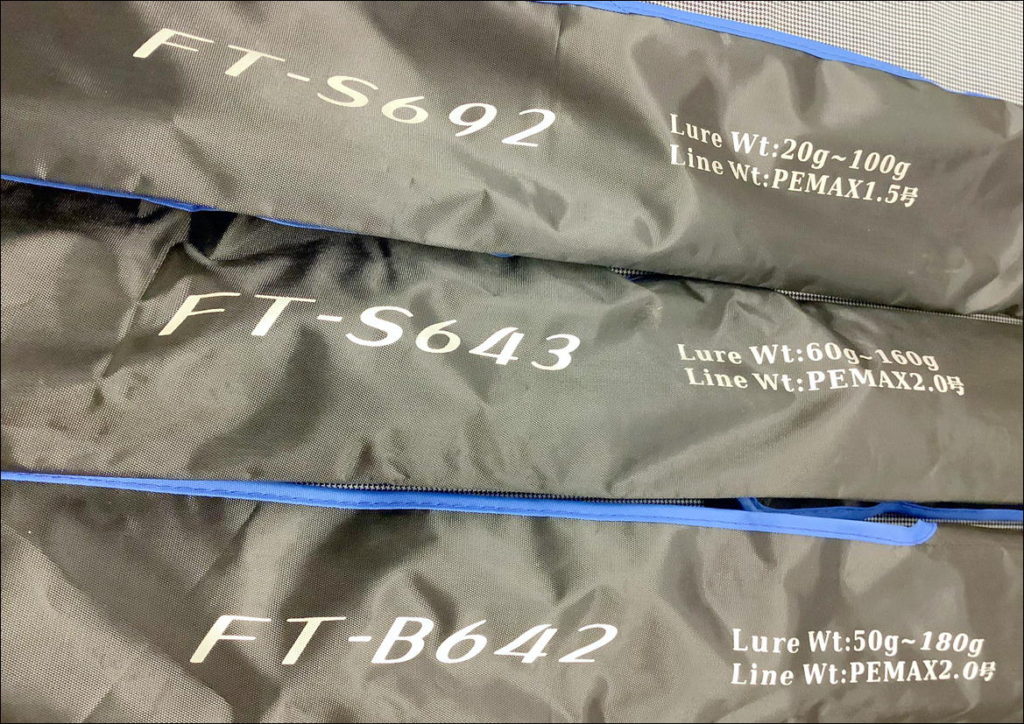 FT-S692
Lure Wt:20g~100g
Line Wt:PEMAX1.5号
FT-S643
Lure Wt:60g~160g
Line Wt:PEMAX2.0号
FT-B642
Lure Wt:50g~180g
Line Wt:PEMAX2.0号